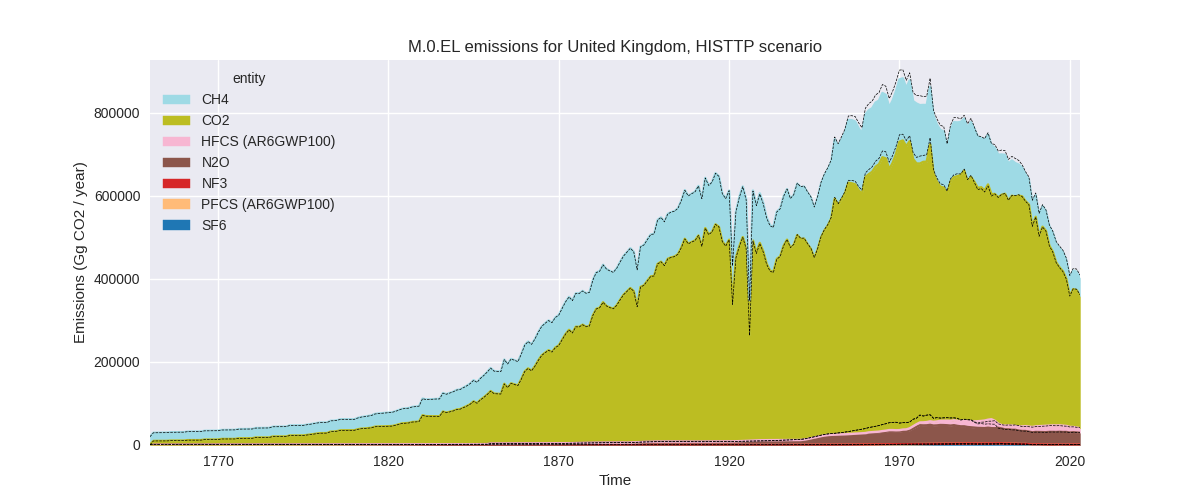 M.0.EL emissions for United Kingdom, HISTTP scenario
entity
CH4
CO2
HFCS (AR6GWP100)
N2O
NF3
PFCS (AR6GWP100)
SF6
Emissions (Gg CO2 / year)
800000
600000
400000
200000
0
1770
1820
1870
1920
1970
2020
Time